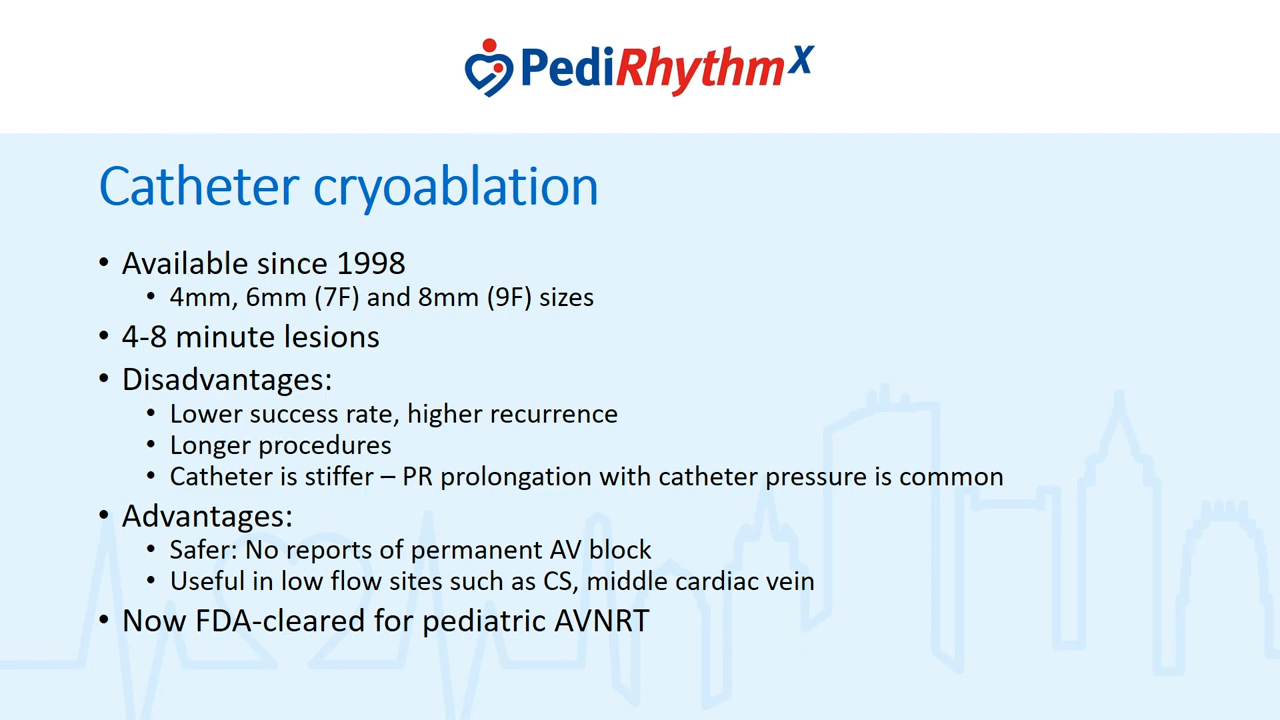 PediRhythm X
Catheter cryoablation
• Available since 1998
• 4mm, 6mm (7F) and 8mm (9F) sizes
• 4-8 minute lesions
• Disadvantages:
• Lower success rate, higher recurrence
• Longer procedures
• Catheter is stiffer – PR prolongation with catheter pressure is common
• Advantages:
• Safer: No reports of permanent AV block
• Useful in low flow sites such as CS, middle cardiac vein
• Now FDA-cleared for pediatric AVNRT